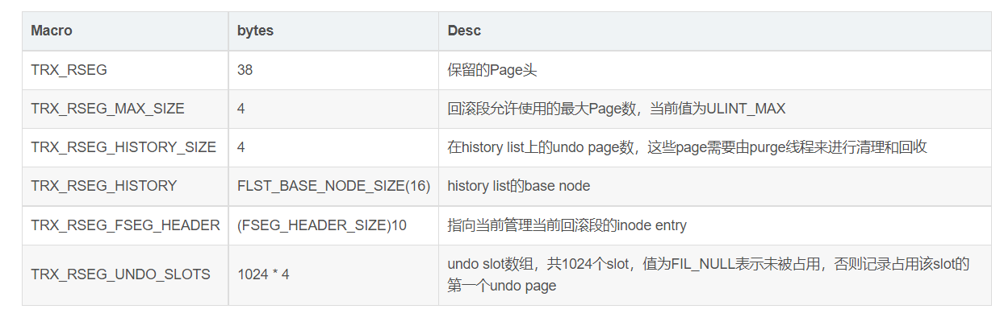 Macro bytes Desc
TRX_RSEG 38 保留的Page头
TRX_RSEG_MAX_SIZE 4 回滚段允许使用的最大Page数，当前值为ULINT_MAX
TRX_RSEG_HISTORY_SIZE 4 在history list上的undo page数，这些page需要由purge线程来进行清理和回收
TRX_RSEG_HISTORY FLST_BASE_NODE_SIZE(16) history list的base node
TRX_RSEG_FSEG_HEADER (FSEG_HEADER_SIZE)10 指向当前管理当前回滚段的inode entry
TRX_RSEG_UNDO_SLOTS 1024 * 4 undo slot数组，共1024个slot，值为FIL_NULL表示未被占用，否则记录占用该slot的
第一个undo page